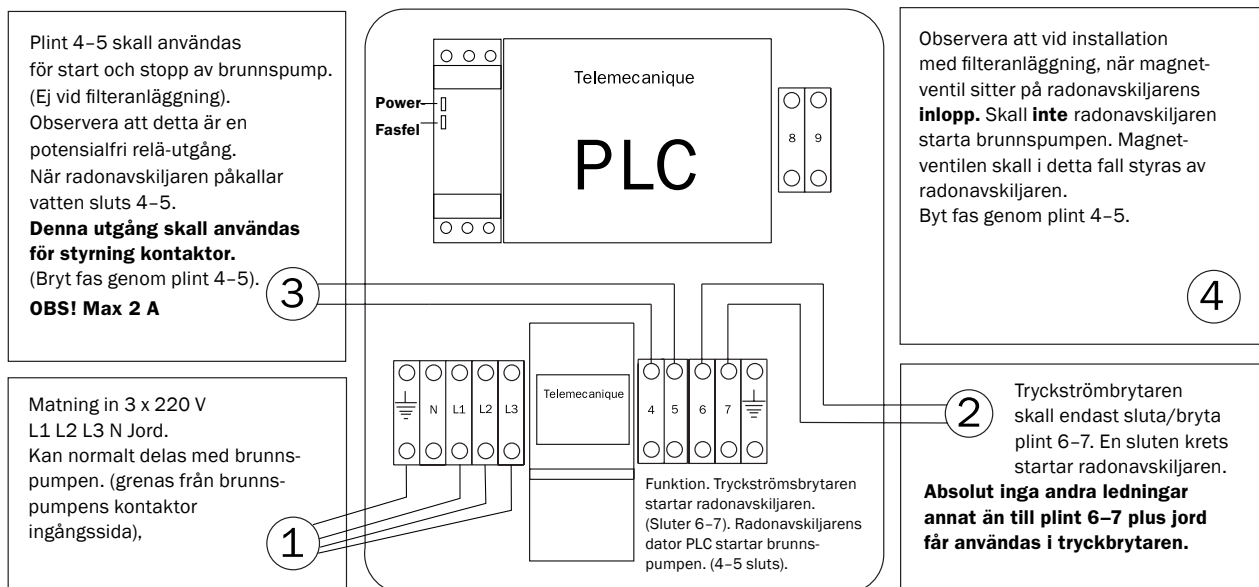 Plint 4–5 skall användas
för start och stopp av brunnspump.
(Ej vid filteranläggning).
Observera att detta är en
potensialfri relä-utgång.
När radonavskiljaren påkallar
vatten sluts 4–5.
Denna utgång skall användas
för styrning kontaktor.
(Bryt fas genom plint 4–5).
OBS! Max 2 A
3
Power
Fasfel
Telemecanique
PLC
8 9
Observera att vid installation
med filteranläggning, när magnet-
ventil sitter på radonavskiljarens
inlopp. Skall inte radonavskiljaren
starta brunnspumpen. Magnet-
ventilen skall i detta fall styras av
radonavskiljaren.
Byt fas genom plint 4–5.
4
Matning in 3 x 220 V
L1 L2 L3 N Jord.
Kan normalt delas med brunns-
pumpen. (grenas från brunns-
pumpens kontaktor
ingångssida),
1
N L1 L2 L3
Telemecanique
4 5 6 7
Funktion. Tryckströmsbrytaren
startar radonavskiljaren.
(Sluter 6–7). Radonavskiljarens
dator PLC startar brunns-
pumpen. (4–5 sluts).
2
Tryckströmbrytaren
skall endast sluta/bryta
plint 6–7. En sluten krets
startar radonavskiljaren.
Absolut inga andra ledningar
annat än till plint 6–7 plus jord
får användas i tryckbrytaren.